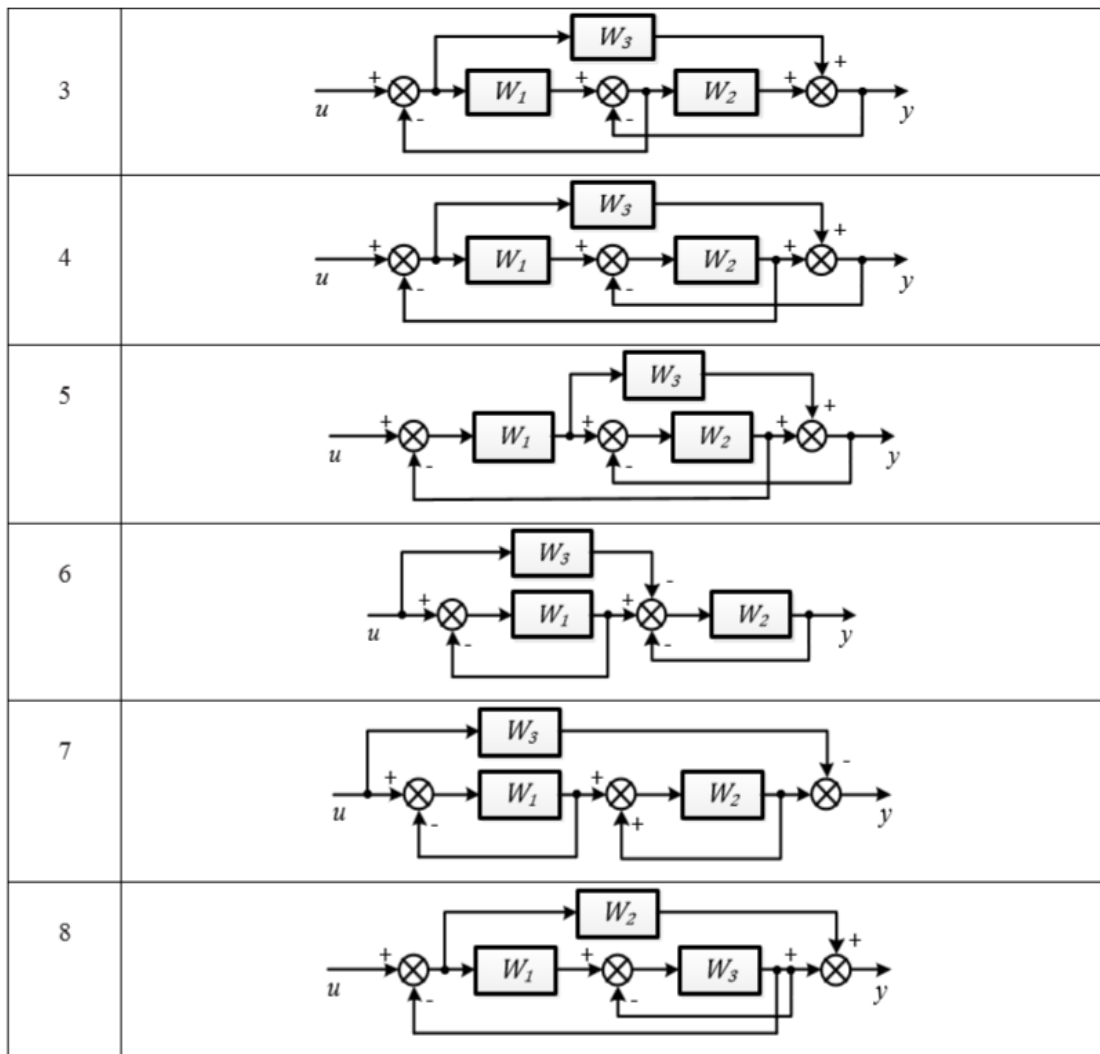 3
W₃
+ +
+ W₁ + W₂ +
u - - y
4
W₃
+ +
+ W₁ + W₂
u - - y
5
W₃
+
+ W₁ + W₂ +
u - - y
6
W₃
-
+ W₁ + W₂
u - - y
7
W₃
-
+ W₁ + W₂
u - + y
8
W₂
+
+ W₁ + W₃ +
u - - y